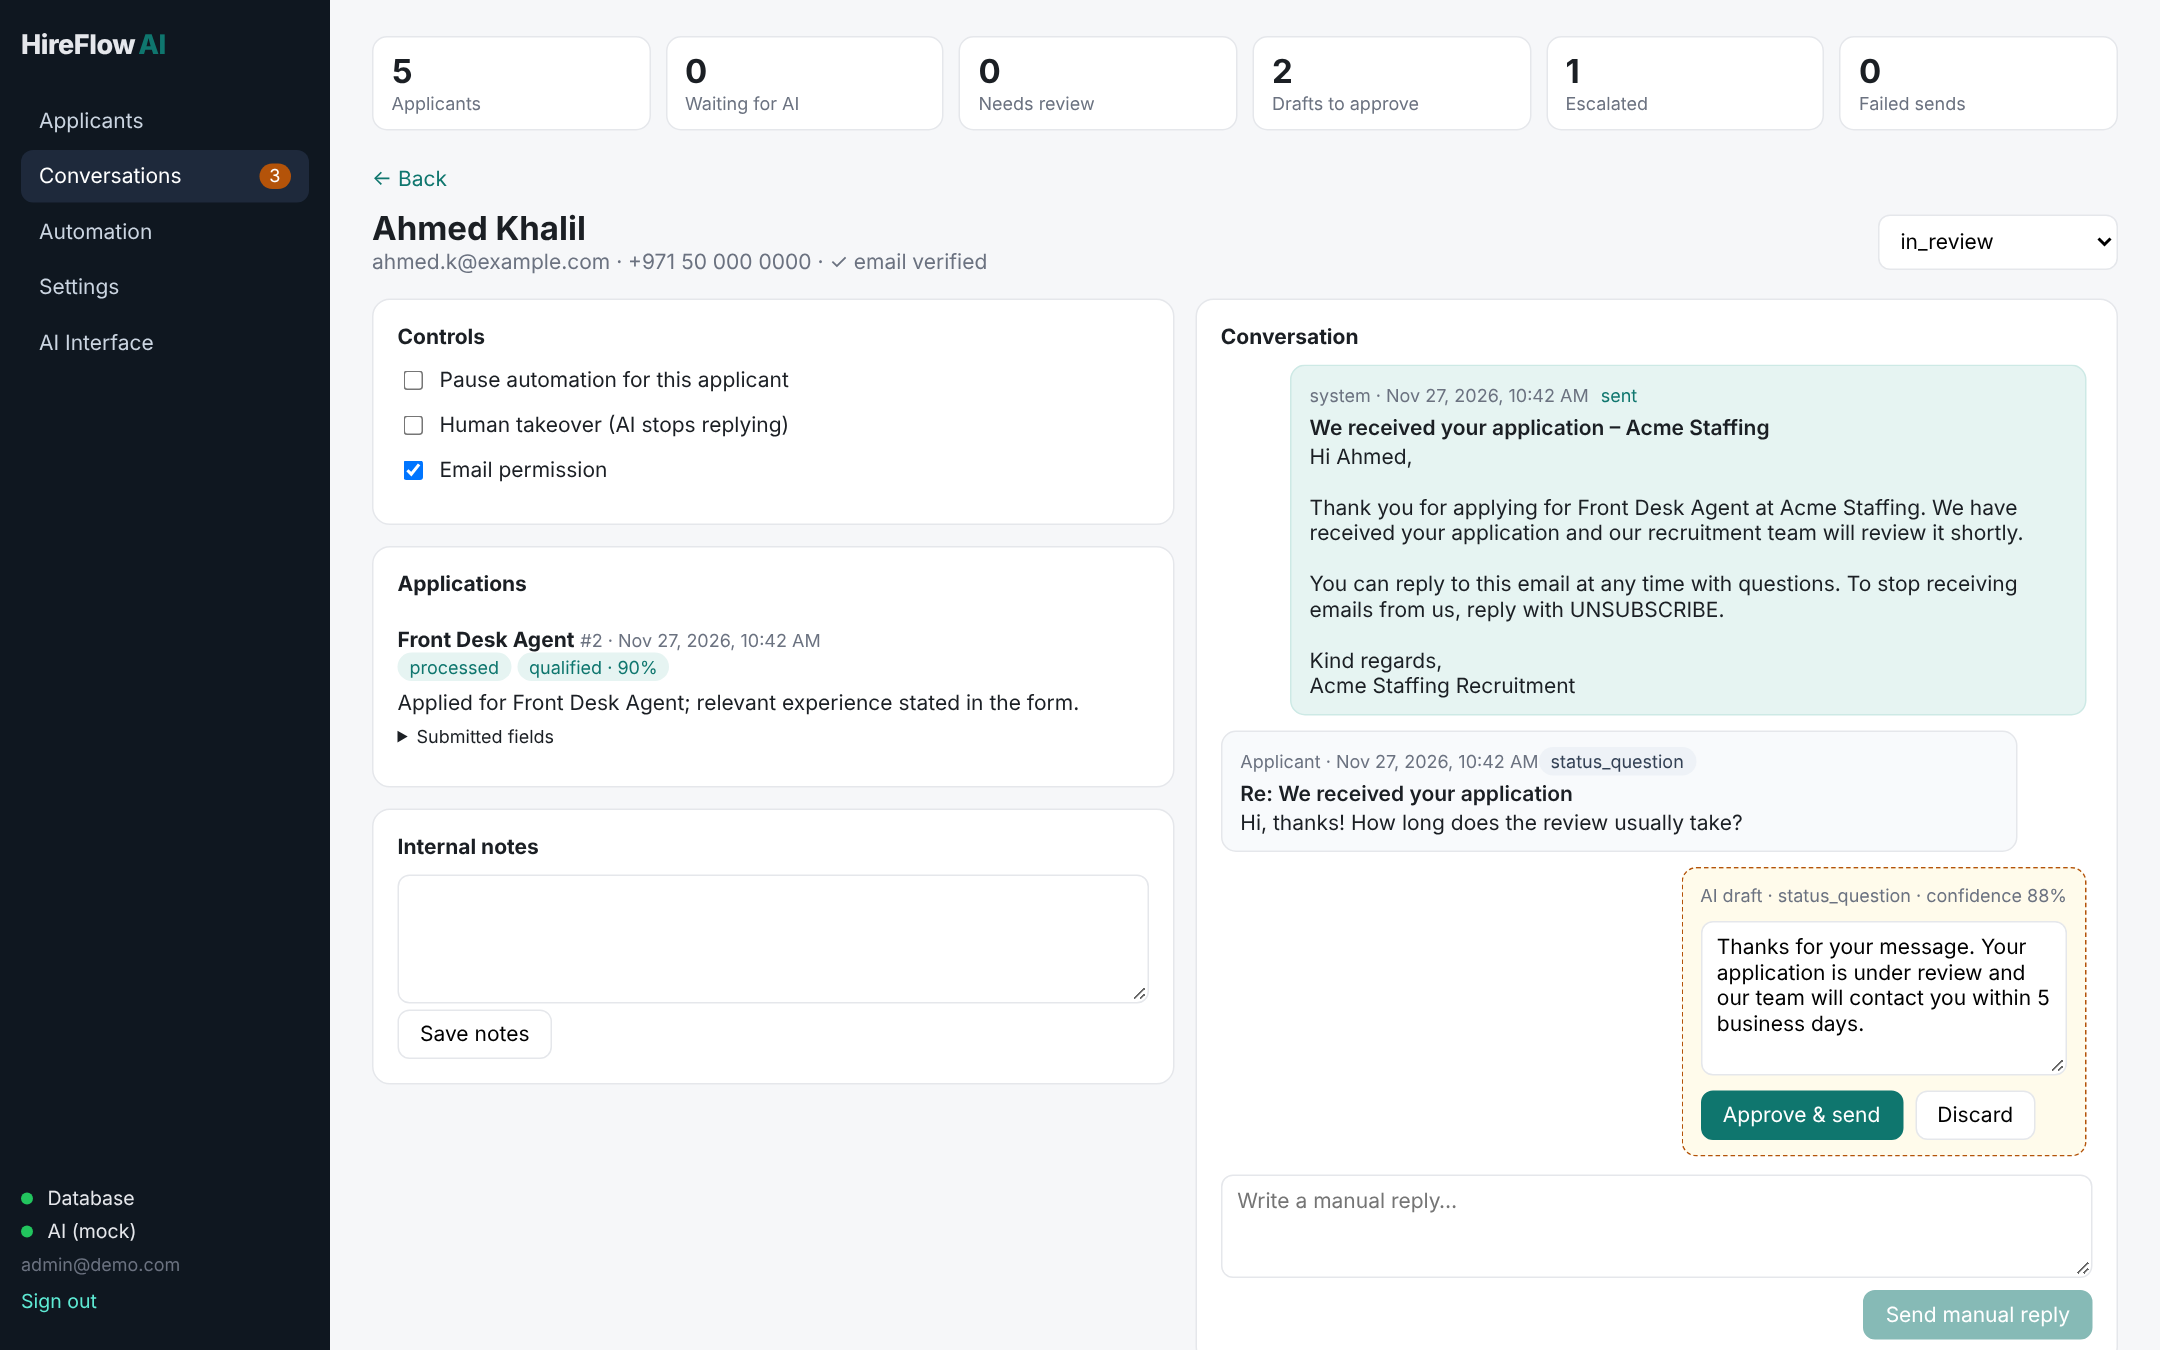 HireFlow AI
Applicants
Conversations 3
Automation
Settings
AI Interface
Database
AI (mock)
admin@demo.com
Sign out
5
Applicants
0
Waiting for AI
0
Needs review
2
Drafts to approve
1
Escalated
0
Failed sends
← Back
Ahmed Khalil
ahmed.k@example.com · +971 50 000 0000 · ✓ email verified
in_review
Controls
Pause automation for this applicant
Human takeover (AI stops replying)
Email permission
Applications
Front Desk Agent #2 · Nov 27, 2026, 10:42 AM
processed qualified · 90%
Applied for Front Desk Agent; relevant experience stated in the form.
Submitted fields
Internal notes
Save notes
Conversation
system · Nov 27, 2026, 10:42 AM sent
We received your application – Acme Staffing
Hi Ahmed,
Thank you for applying for Front Desk Agent at Acme Staffing. We have
received your application and our recruitment team will review it shortly.
You can reply to this email at any time with questions. To stop receiving
emails from us, reply with UNSUBSCRIBE.
Kind regards,
Acme Staffing Recruitment
Applicant · Nov 27, 2026, 10:42 AM status_question
Re: We received your application
Hi, thanks! How long does the review usually take?
AI draft · status_question · confidence 88%
Thanks for your message. Your
application is under review and
our team will contact you within 5
business days.
Approve & send
Discard
Write a manual reply...
Send manual reply